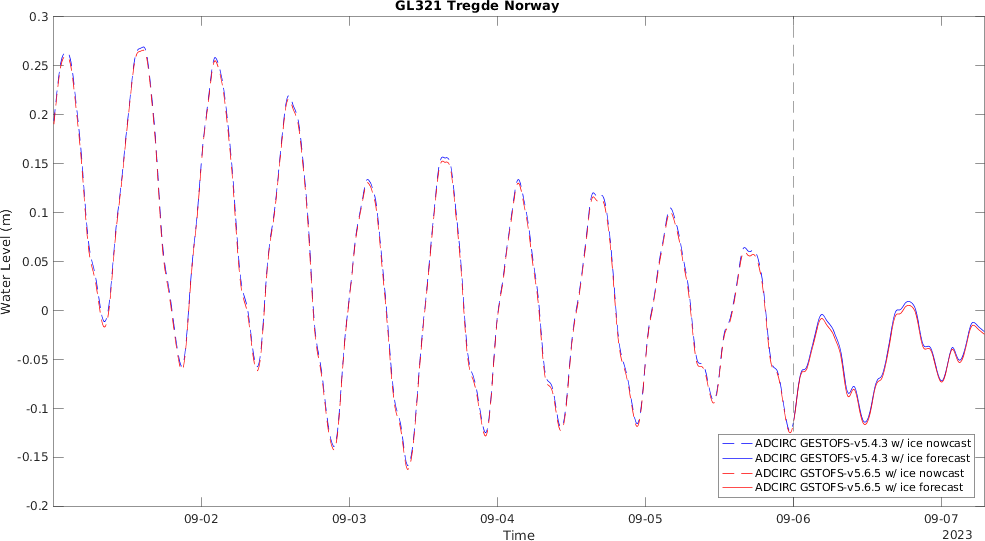 GL321 Tregde Norway
0.3
0.25
0.2
0.15
0.1
0.05
0
-0.05
-0.1
-0.15
-0.2
Water Level (m)
09-02 09-03 09-04 09-05 09-06 09-07
Time
2023
ADCIRC GESTOFS-v5.4.3 w/ ice nowcast
ADCIRC GESTOFS-v5.4.3 w/ ice forecast
ADCIRC GSTOFS-v5.6.5 w/ ice nowcast
ADCIRC GSTOFS-v5.6.5 w/ ice forecast